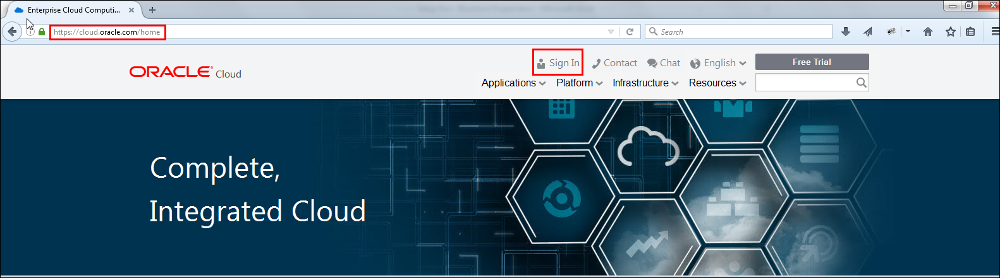 Enterprise Cloud Computi...
https://cloud.oracle.com/home
Search
Sign In
Contact
Chat
English
Free Trial
ORACLE® Cloud
Applications
Platform
Infrastructure
Resources
Complete,
Integrated Cloud